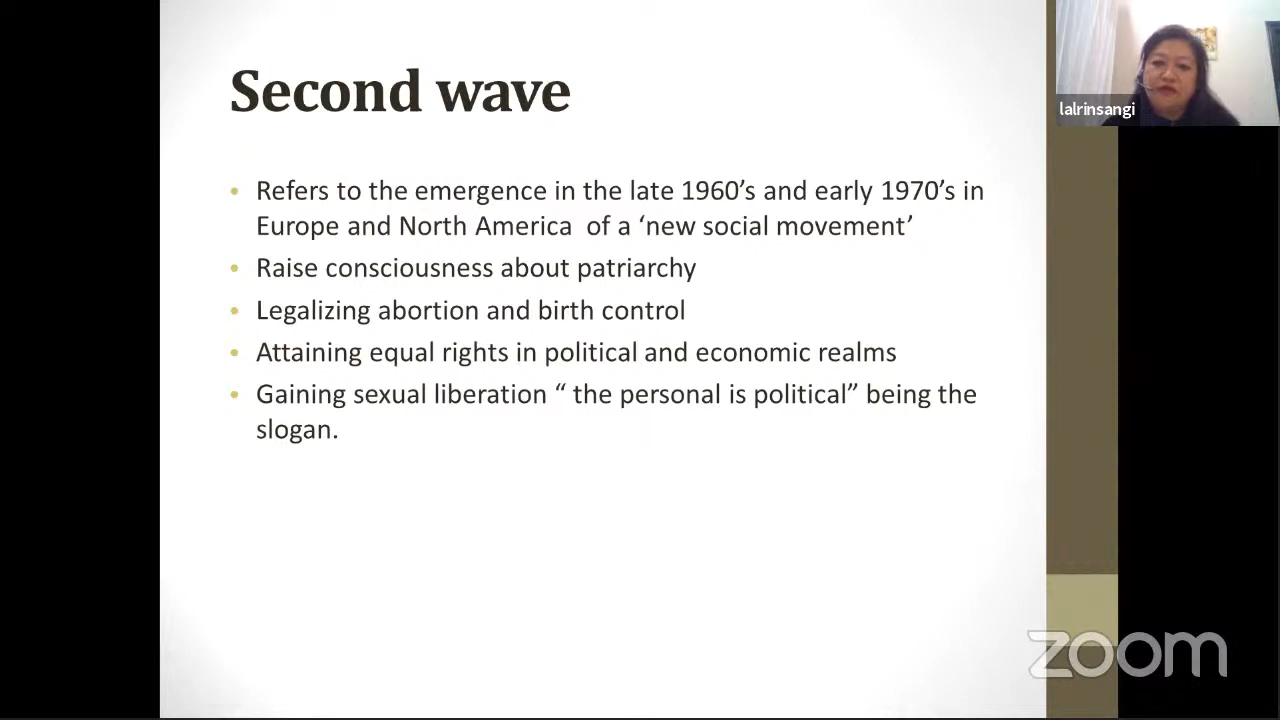 Second wave
• Refers to the emergence in the late 1960’s and early 1970’s in
Europe and North America of a ‘new social movement’
• Raise consciousness about patriarchy
• Legalizing abortion and birth control
• Attaining equal rights in political and economic realms
• Gaining sexual liberation “ the personal is political” being the
slogan.
lalrinsangi
zoom